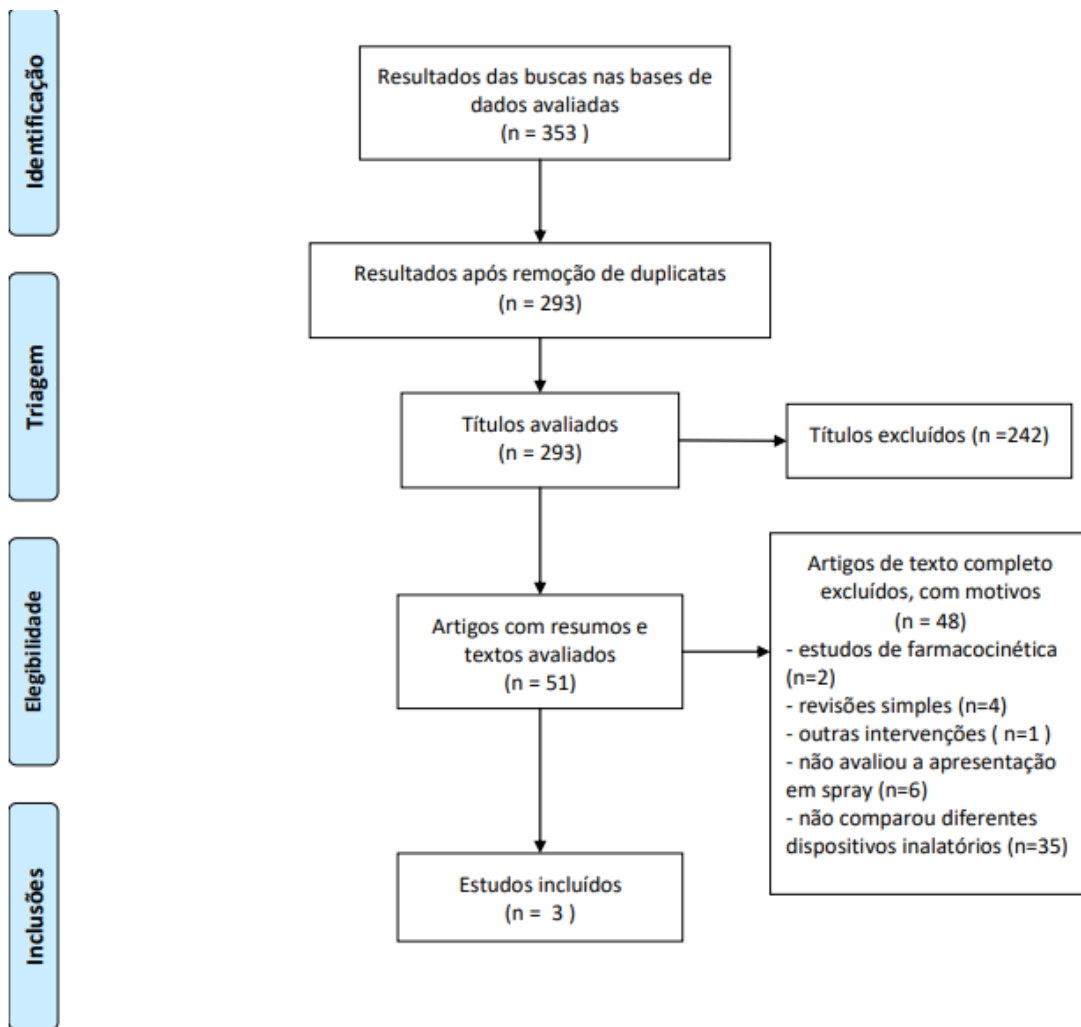 Identificação
Resultados das buscas nas bases de
dados avaliadas
(n = 353 )
Triagem
Resultados após remoção de duplicatas
(n = 293)
Títulos avaliados
(n = 293)
Títulos excluídos (n =242)
Elegibilidade
Artigos com resumos e
textos avaliados
(n = 51)
Artigos de texto completo
excluídos, com motivos
(n = 48)
- estudos de farmacocinética
(n=2)
- revisões simples (n=4)
- outras intervenções ( n=1 )
- não avaliou a apresentação
em spray (n=6)
- não comparou diferentes
dispositivos inalatórios (n=35)
Inclusões
Estudos incluídos
(n = 3 )